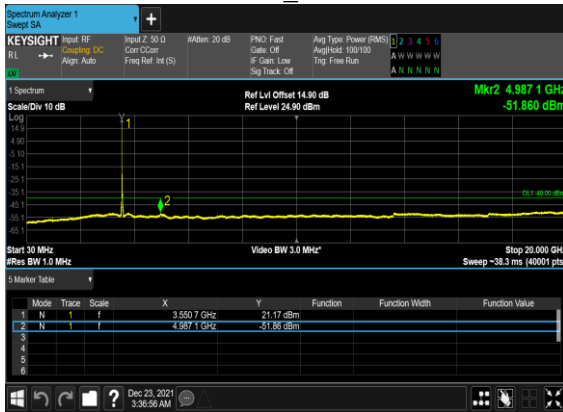 Spectrum Analyzer 1
Swept SA
+
KEYSIGHT Input: RF Input Z: 50 Ω #Atten: 20 dB PNO: Fast Avg Type: Power (RMS) 1 2 3 4 5 6
RL Coupling: DC Corr CCorr Gate: Off Avg|Hold: 100/100 A W W W W W
Align: Auto Freq Ref: Int (S) IF Gain: Low Trig: Free Run
LXI Sig Track: Off A N N N N N
1 Spectrum Ref Lvl Offset 14.90 dB Mkr2 4.987 1 GHz
Scale/Div 10 dB Ref Level 24.90 dBm -51.860 dBm
Log
14.9
4.90
-5.10
-15.1
-25.1
-35.1
-45.1
-55.1
-65.1
1
2
DL1 -40.00 dBm
Start 30 MHz Video BW 3.0 MHz* Stop 20.000 GHz
#Res BW 1.0 MHz Sweep ~38.3 ms (40001 pts)
5 Marker Table
Mode Trace Scale X Y Function Function Width Function Value
1 N 1 f 3.550 7 GHz 21.17 dBm
2 N 1 f 4.987 1 GHz -51.86 dBm
3
4
5
6
? Dec 23, 2021
3:36:56 AM